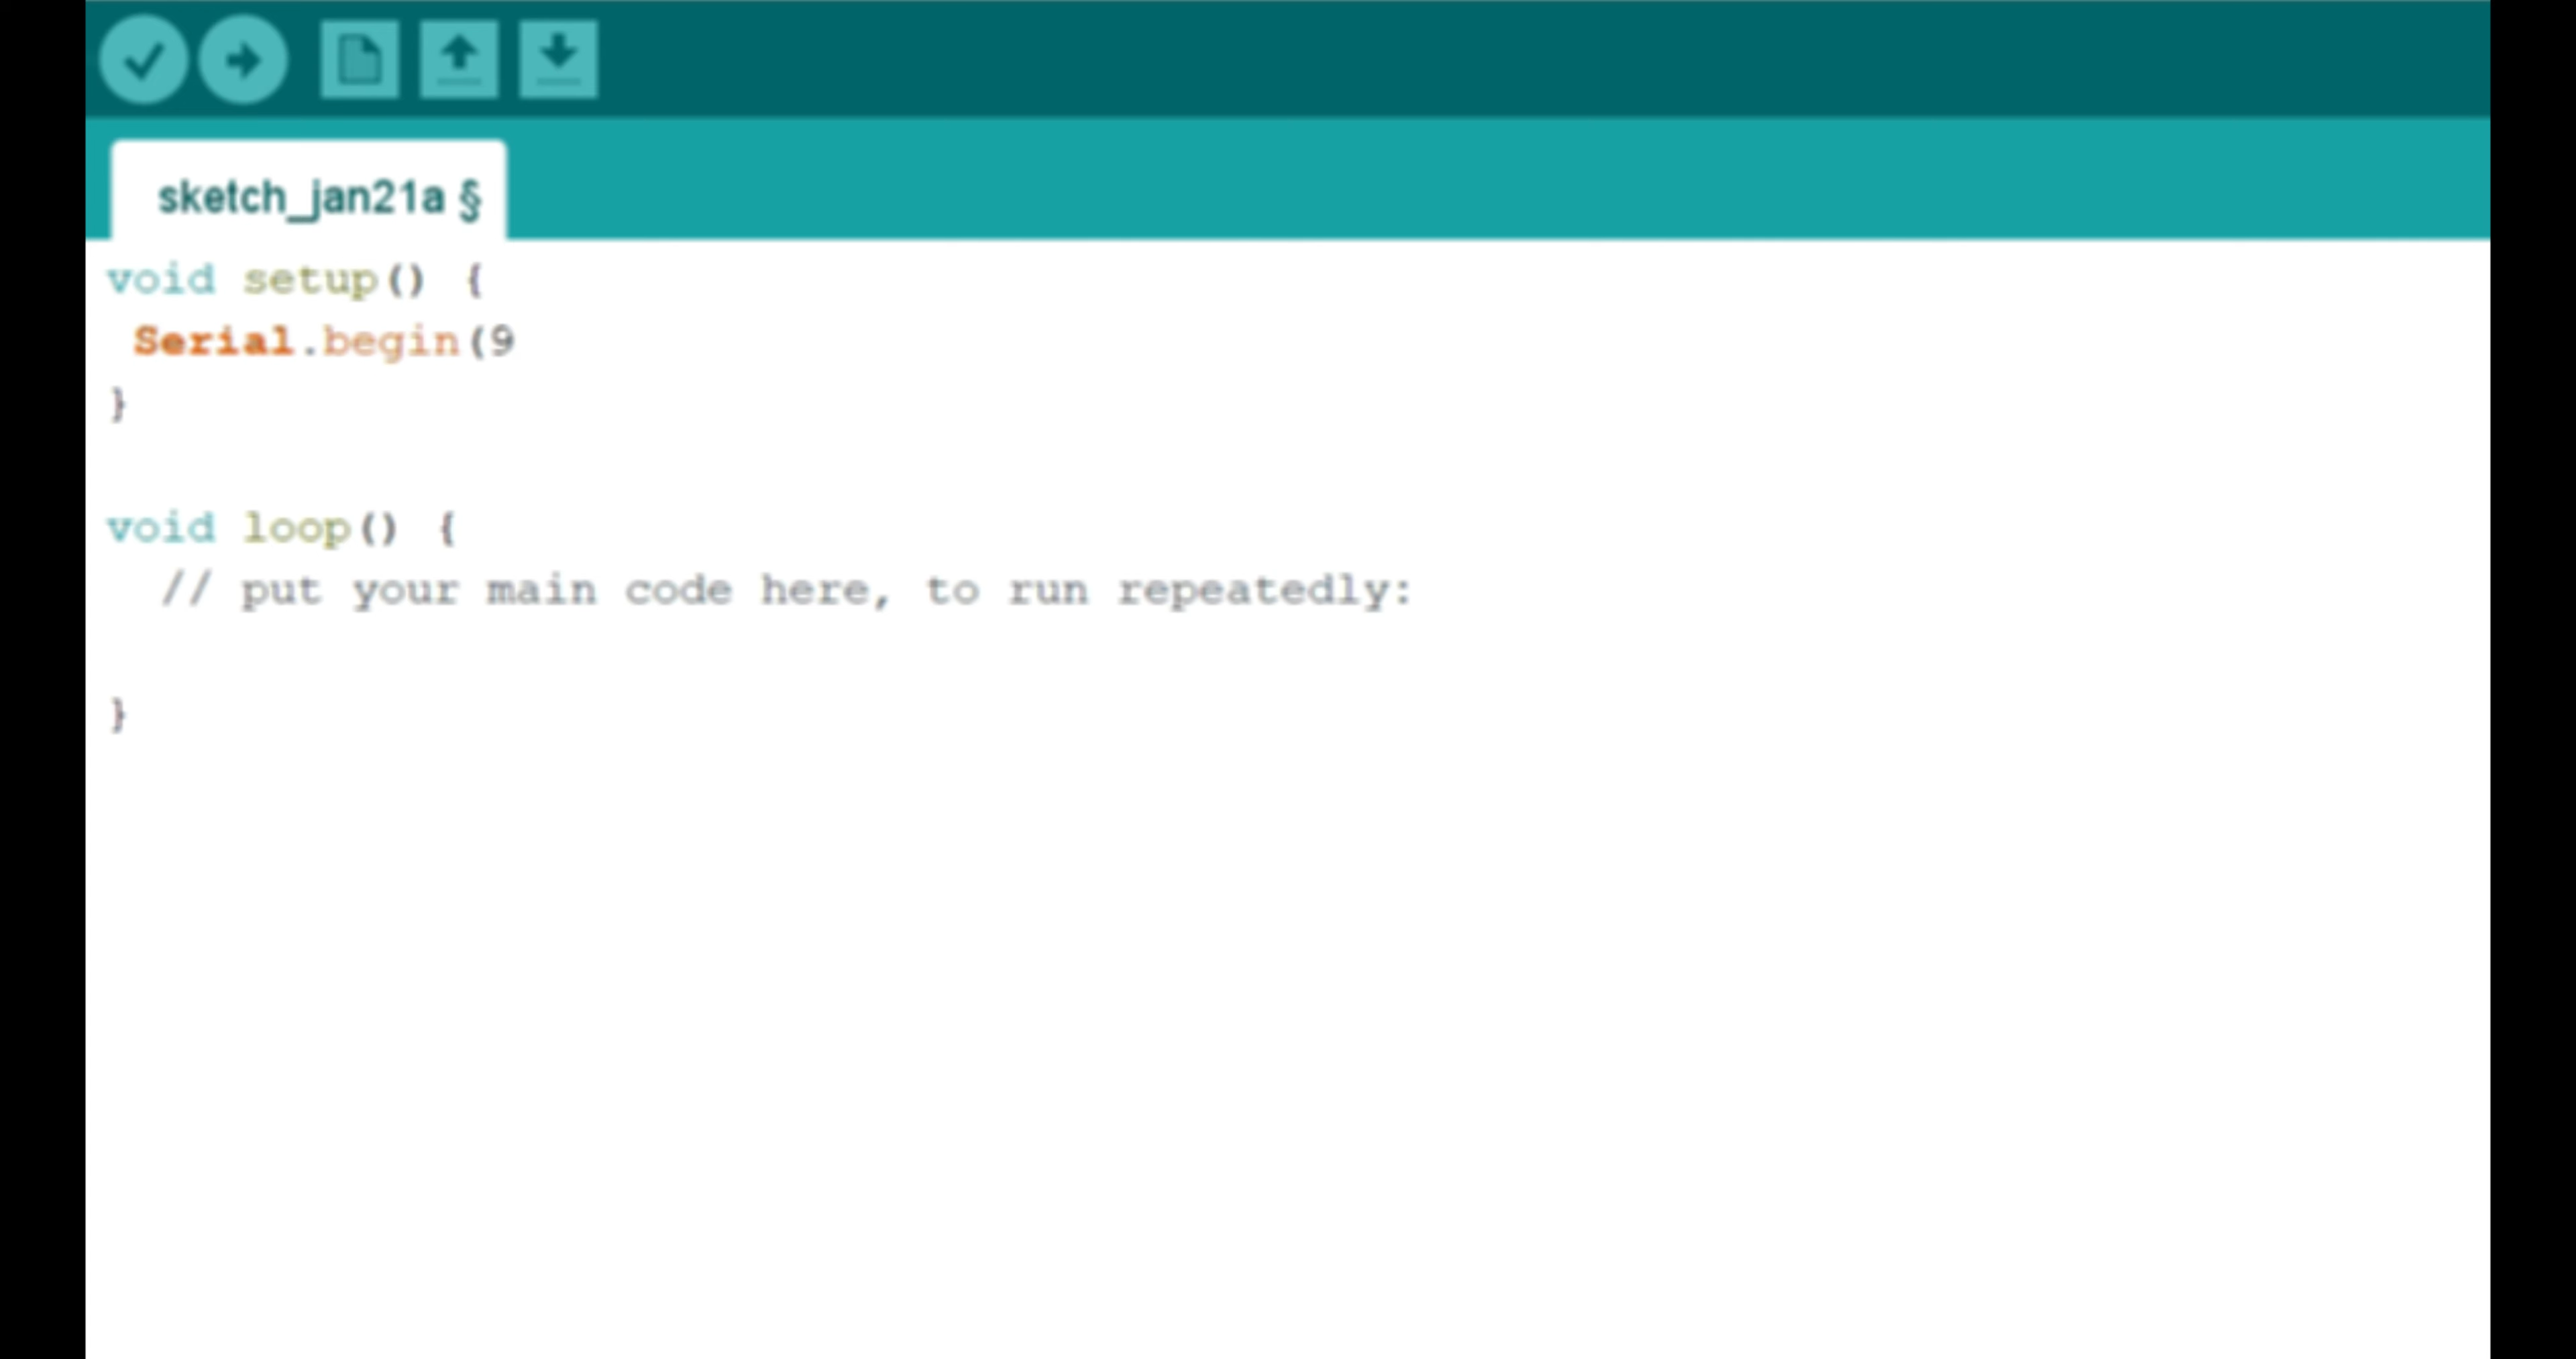 sketch_jan21a §
void setup() {
 Serial.begin(9
}
void loop() {
  // put your main code here, to run repeatedly:
}